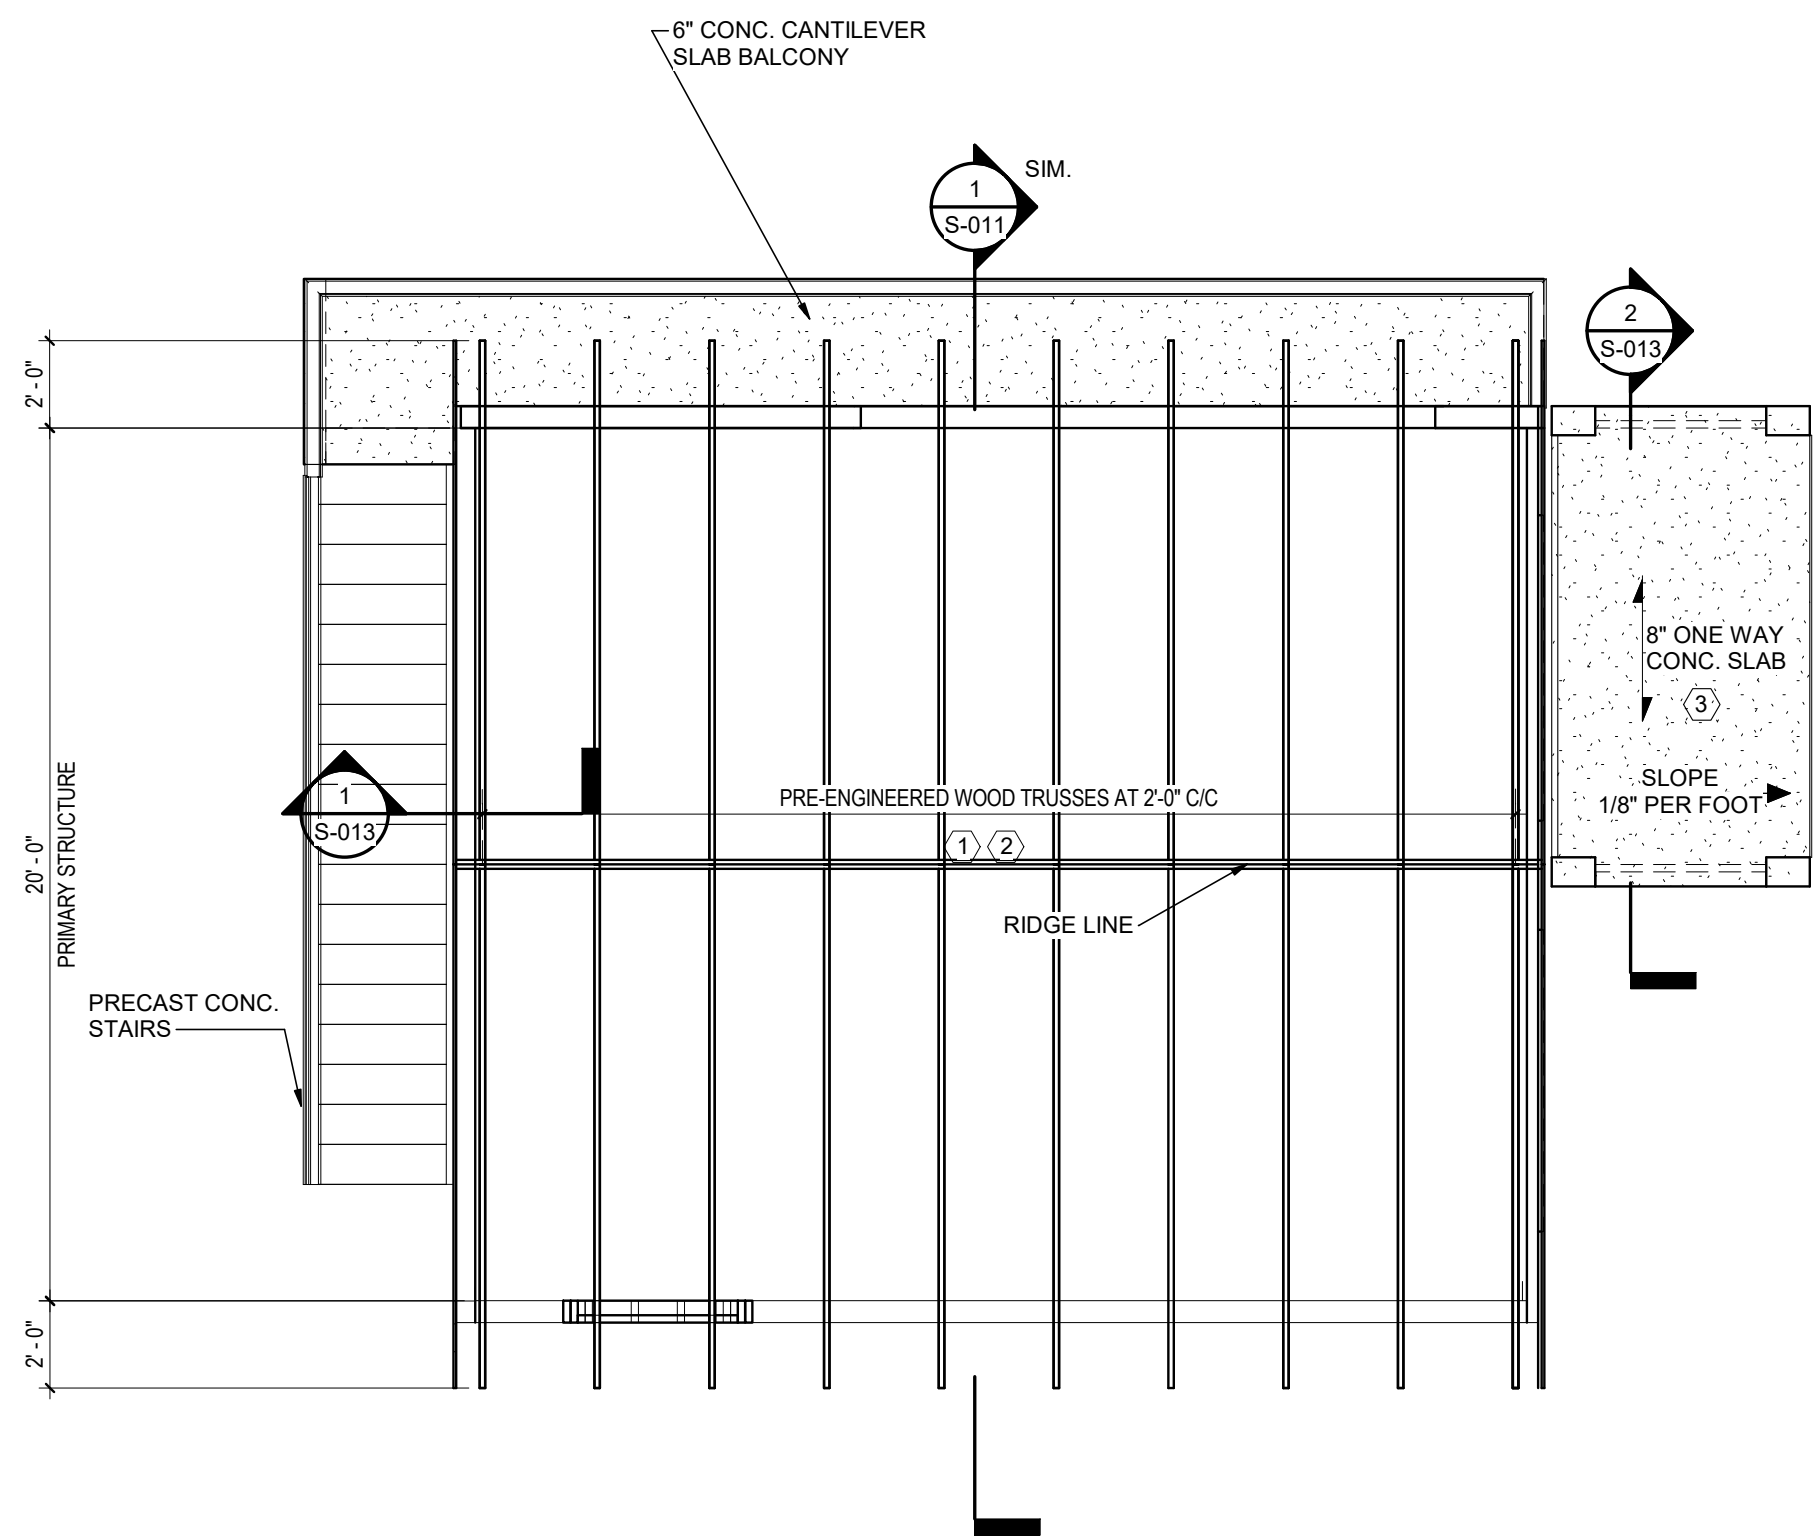 6" CONC. CANTILEVER
SLAB BALCONY
1
S-011
SIM.
2
S-013
2' - 0"
8" ONE WAY
CONC. SLAB
3
SLOPE
1/8" PER FOOT
1
S-013
PRE-ENGINEERED WOOD TRUSSES AT 2'-0" C/C
1 2
20' - 0"
PRIMARY STRUCTURE
RIDGE LINE
PRECAST CONC.
STAIRS
2' - 0"